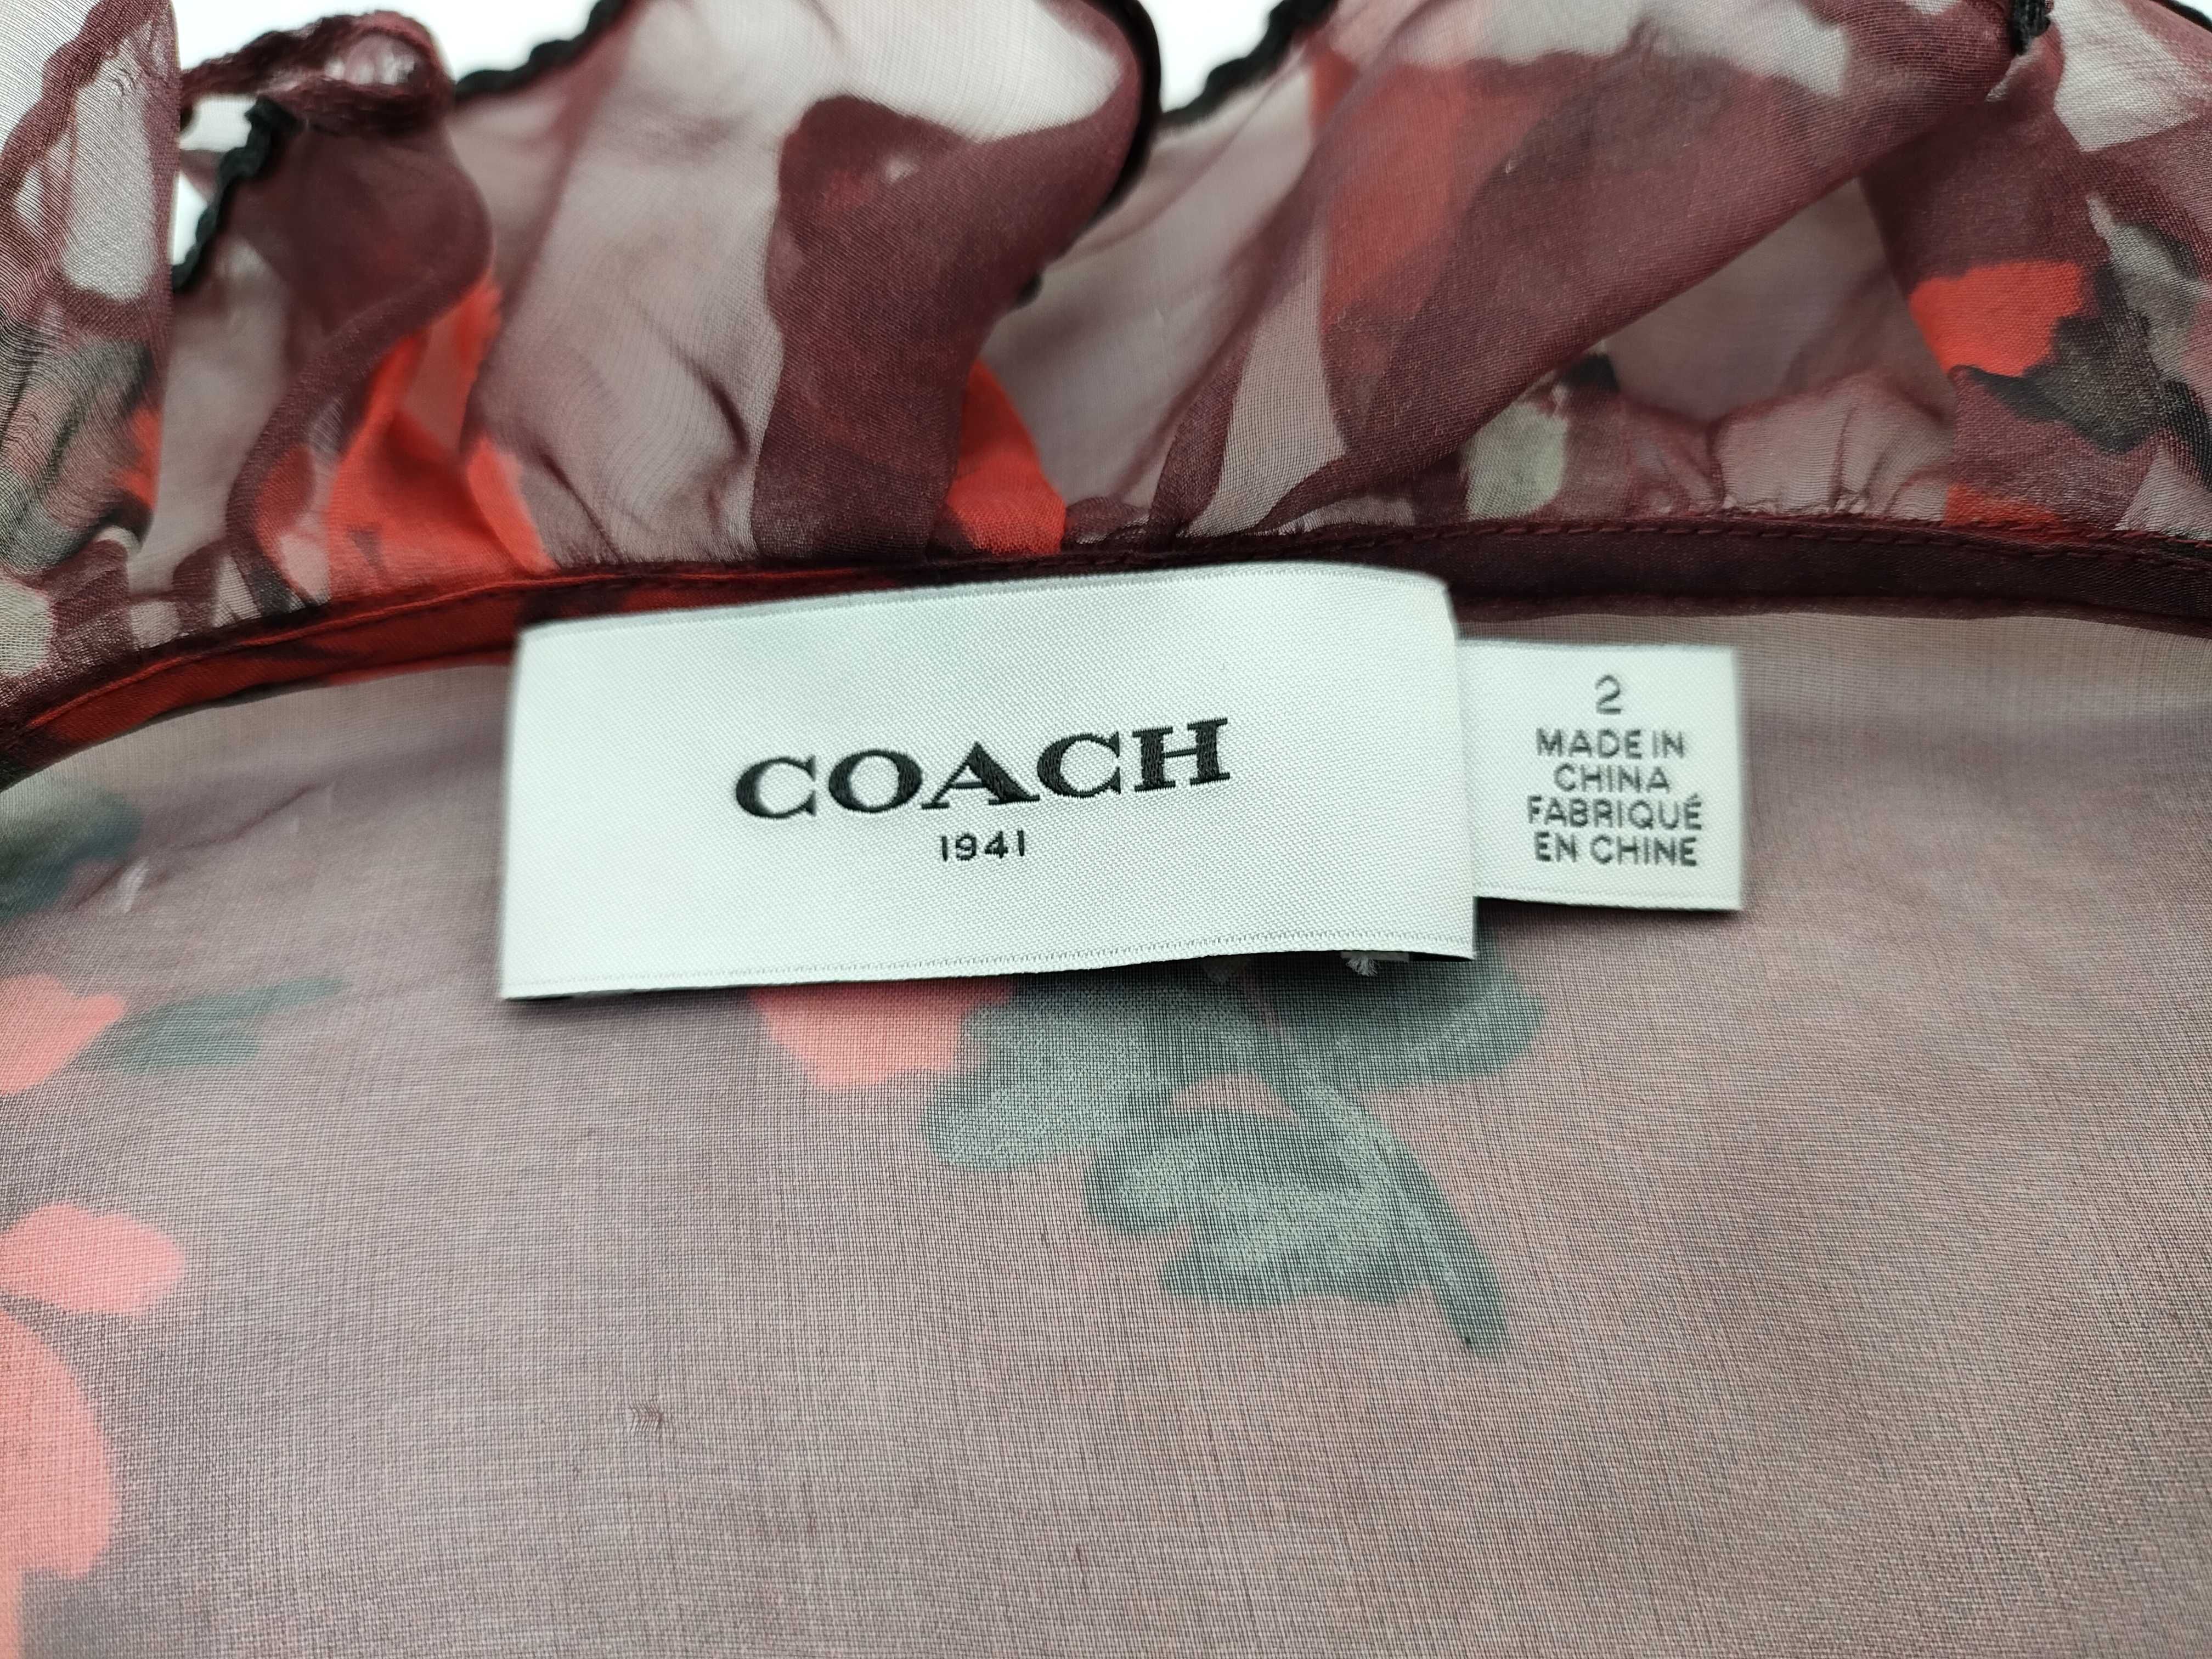 COACH
1941
2
MADE IN
CHINA
FABRIQUÉ
EN CHINE